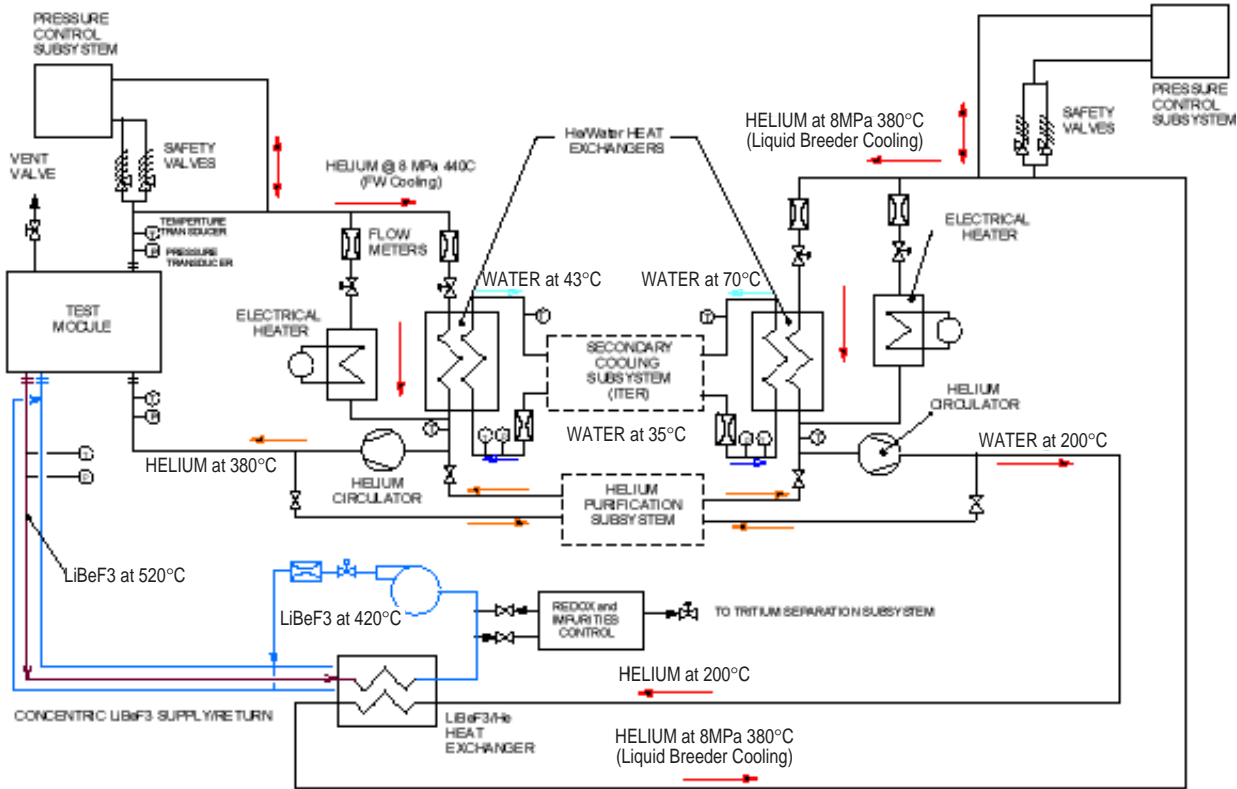 PRESSURE
CONTROL
SUBSYSTEM
VENT
VALVE
SAFETY
VALVES
HELIUM @ 8 MPA 440C
(FW Cooling)
He/Water HEAT
EXCHANGERS
HELIUM at 8MPa 380°C
(Liquid Breeder Cooling)
SAFETY
VALVES
PRESSURE
CONTROL
SUBSYSTEM
TEMPERTURE
TRANSDUCER
PRESSURE
TRANSDUCER
T
P
FLOW
METERS
ELECTRICAL
HEATER
TEST
MODULE
ELECTRICAL
HEATER
WATER at 43°C
WATER at 70°C
T
T
SECONDARY
COOLING
SUBSYSTEM
(ITER)
T
P
T
T
P
WATER at 35°C
P
T
T
HELIUM
CIRCULATOR
WATER at 200°C
HELIUM at 380°C
HELIUM
CIRCULATOR
HELIUM
PURIFICATION
SUBSYSTEM
T
P
LiBeF3 at 520°C
LiBeF3 at 420°C
REDOX and
IMPURITIES
CONTROL
TO TRITIUM SEPARATION SUBSYSTEM
HELIUM at 200°C
CONCENTRIC LIBeF3 SUPPLY/RETURN
LIBeF3/He
HEAT
EXCHANGER
HELIUM at 8MPa 380°C
(Liquid Breeder Cooling)